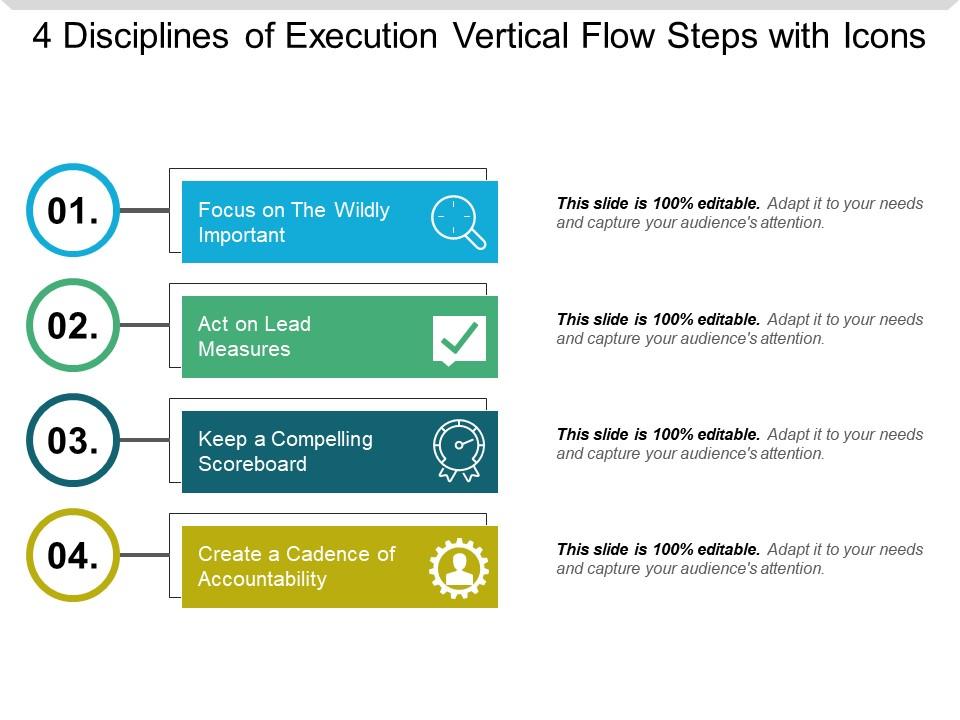 4 Disciplines of Execution Vertical Flow Steps with Icons
01.
Focus on The Wildly
Important
This slide is 100% editable. Adapt it to your needs
and capture your audience's attention.
02.
Act on Lead
Measures
This slide is 100% editable. Adapt it to your needs
and capture your audience's attention.
03.
Keep a Compelling
Scoreboard
This slide is 100% editable. Adapt it to your needs
and capture your audience's attention.
04.
Create a Cadence of
Accountability
This slide is 100% editable. Adapt it to your needs
and capture your audience's attention.